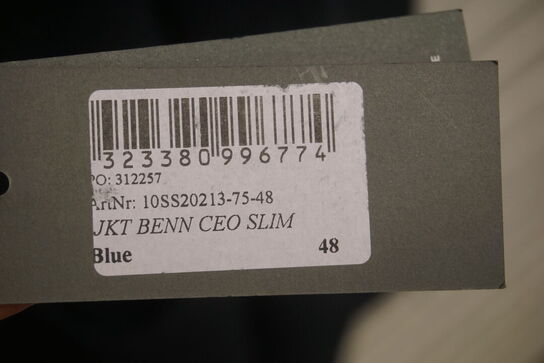 323380996774
PO: 312257
ArtNr: 10SS20213-75-48
JKT BENN CEO SLIM
Blue 48
E